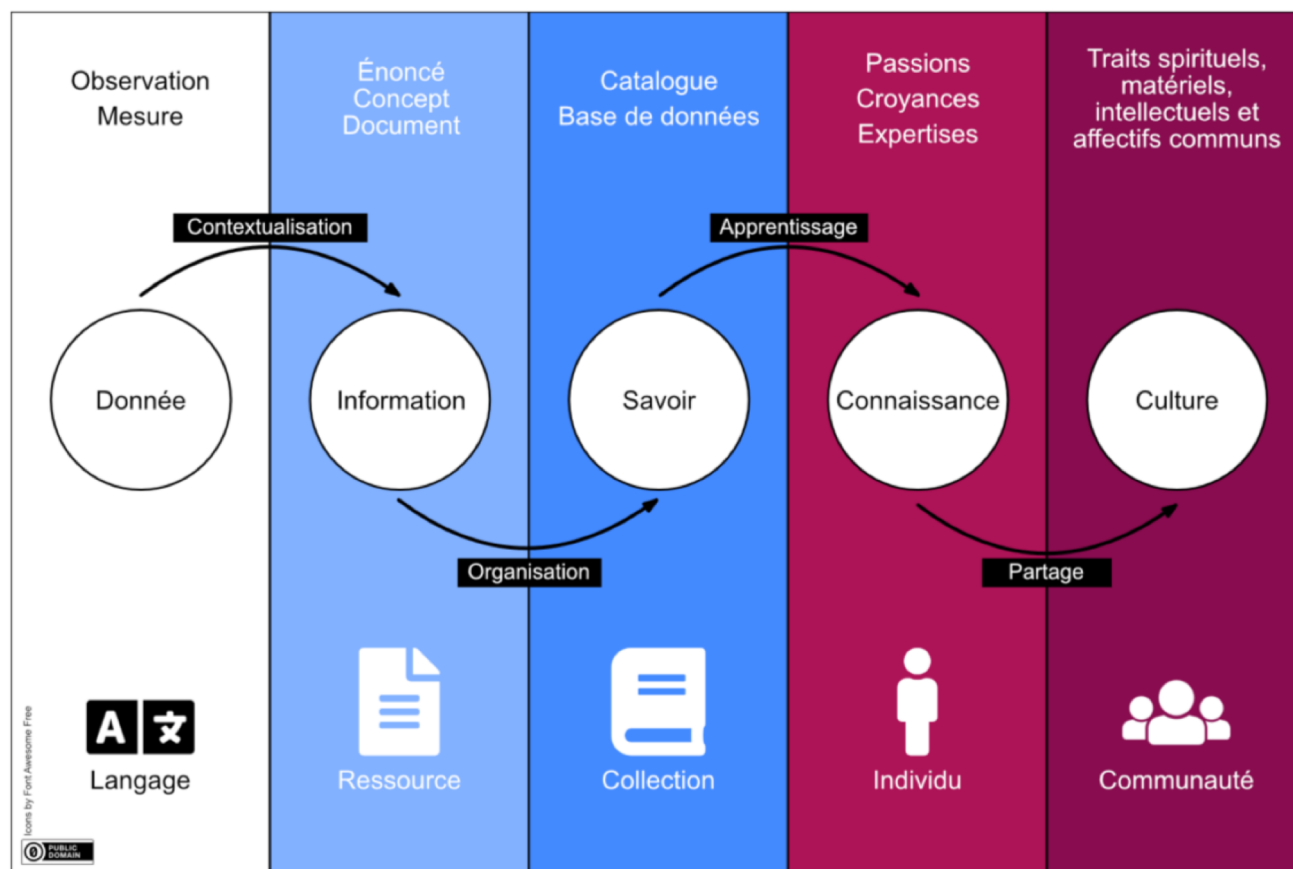 Observation
Mesure
Énoncé
Concept
Document
Catalogue
Base de données
Passions
Croyances
Expertises
Traits spirituels,
matériels,
intellectuels et
affectifs communs
Contextualisation
Apprentissage
Donnée
Information
Savoir
Connaissance
Culture
Organisation
Partage
A 文
Langage
Ressource
Collection
Individu
Communauté
Icons by Font Awesome Free
0 PUBLIC
DOMAIN